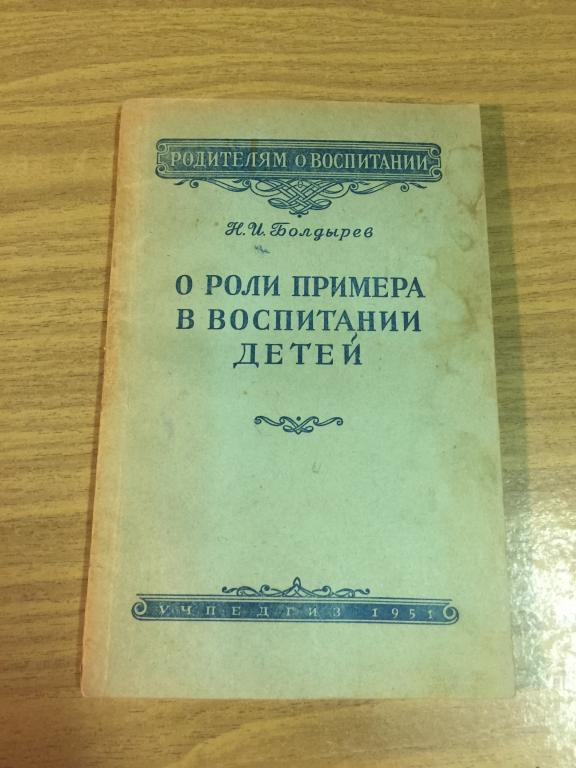 РОДИТЕЛЯМ О ВОСПИТАНИИ
Н. И. Болдырев
О РОЛИ ПРИМЕРА
В ВОСПИТАНИИ
ДЕТЕЙ
УЧПЕДГИЗ 1951